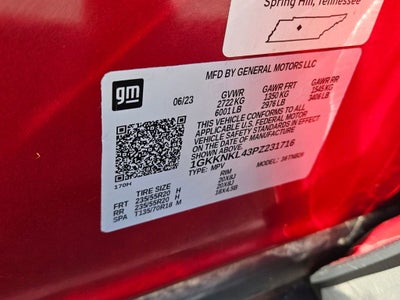 Spring Hill, Tennessee
gm
MFD BY GENERAL MOTORS LLC
06/23
GVWR GAWR FRT GAWR RR
2722 KG 1350 KG 1545 KG
6001 LB 2976 LB 3406 LB
THIS VEHICLE CONFORMS TO ALL
APPLICABLE U.S. FEDERAL MOTOR
VEHICLE SAFETY STANDARDS IN EFFECT
ON THE DATE OF MANUFACTURE
SHOWN ABOVE.
1GKKNKL43PZ231716
TYPE: MPV MODEL:
170H
TIRE SIZE RIM
FRT 235/55R20 H 20X8J
RR 235/55R20 H 20X8J
SPA T135/70R18 M 18X4.5B